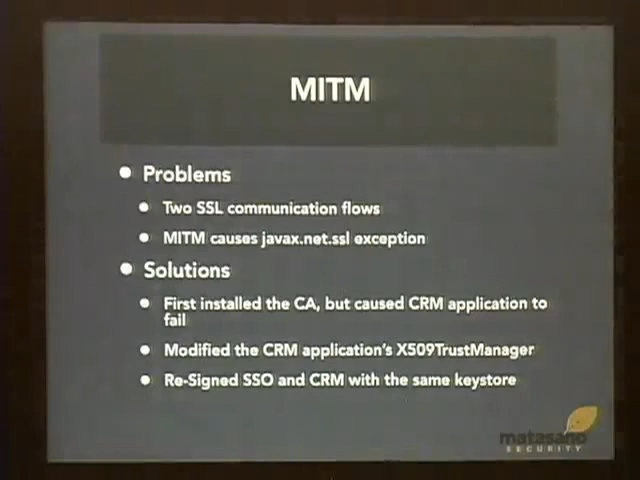 MITM
Problems
Two SSL communication flows
MITM causes javax.net.ssl exception
Solutions
First installed the CA, but caused CRM application to
fail
Modified the CRM application's X509TrustManager
Re-Signed SSO and CRM with the same keystore
matasano
SECURITY